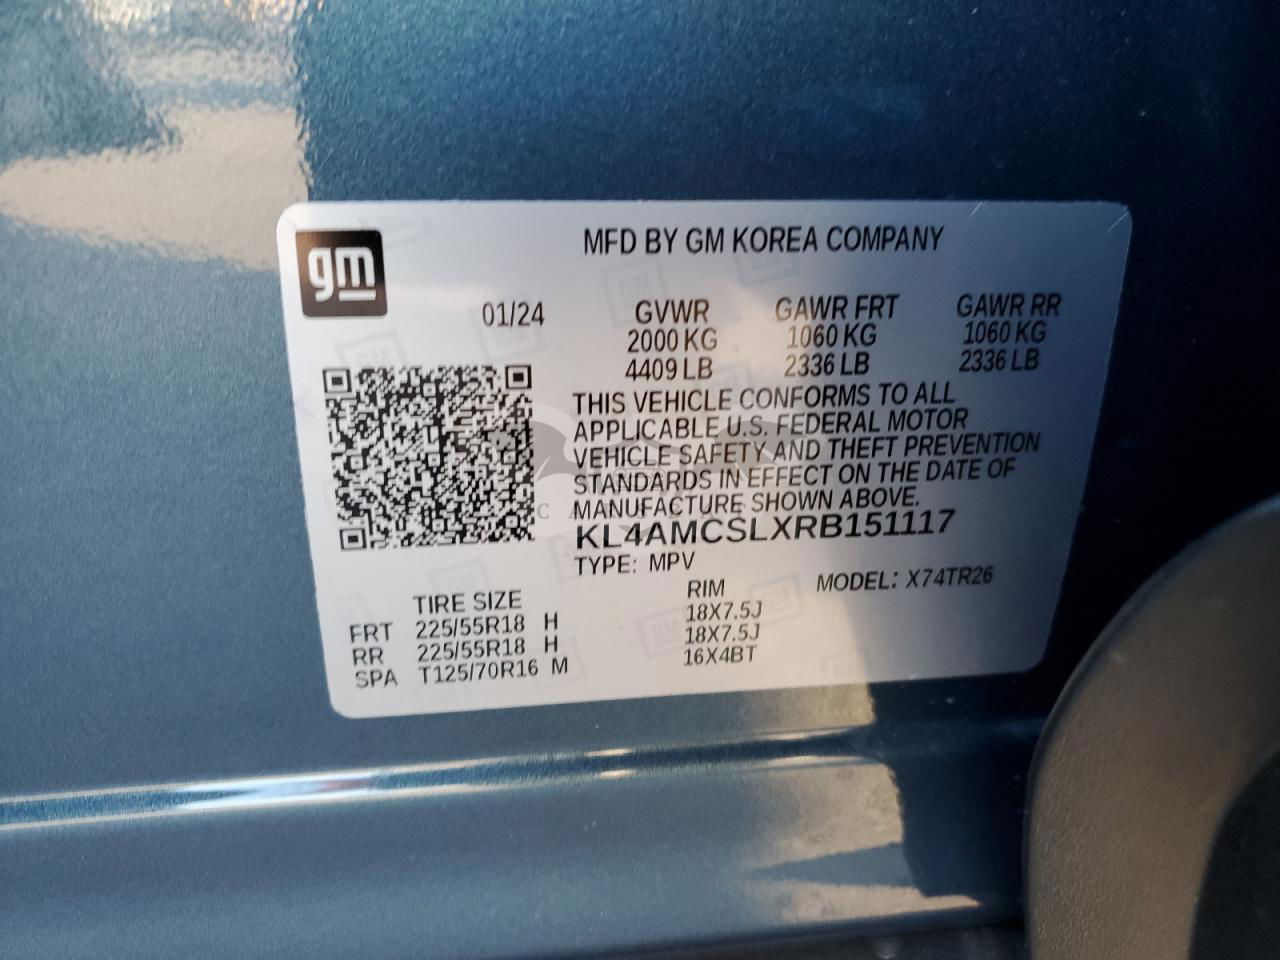 gm
MFD BY GM KOREA COMPANY
01/24 GVWR GAWR FRT GAWR RR
2000 KG 1060 KG 1060 KG
4409 LB 2336 LB 2336 LB
THIS VEHICLE CONFORMS TO ALL
APPLICABLE U.S. FEDERAL MOTOR
VEHICLE SAFETY AND THEFT PREVENTION
STANDARDS IN EFFECT ON THE DATE OF
MANUFACTURE SHOWN ABOVE.
KL4AMCSLXRB151117
TYPE: MPV MODEL: X74TR26
TIRE SIZE RIM
FRT 225/55R18 H 18X7.5J
RR 225/55R18 H 18X7.5J
SPA T125/70R16 M 16X4BT